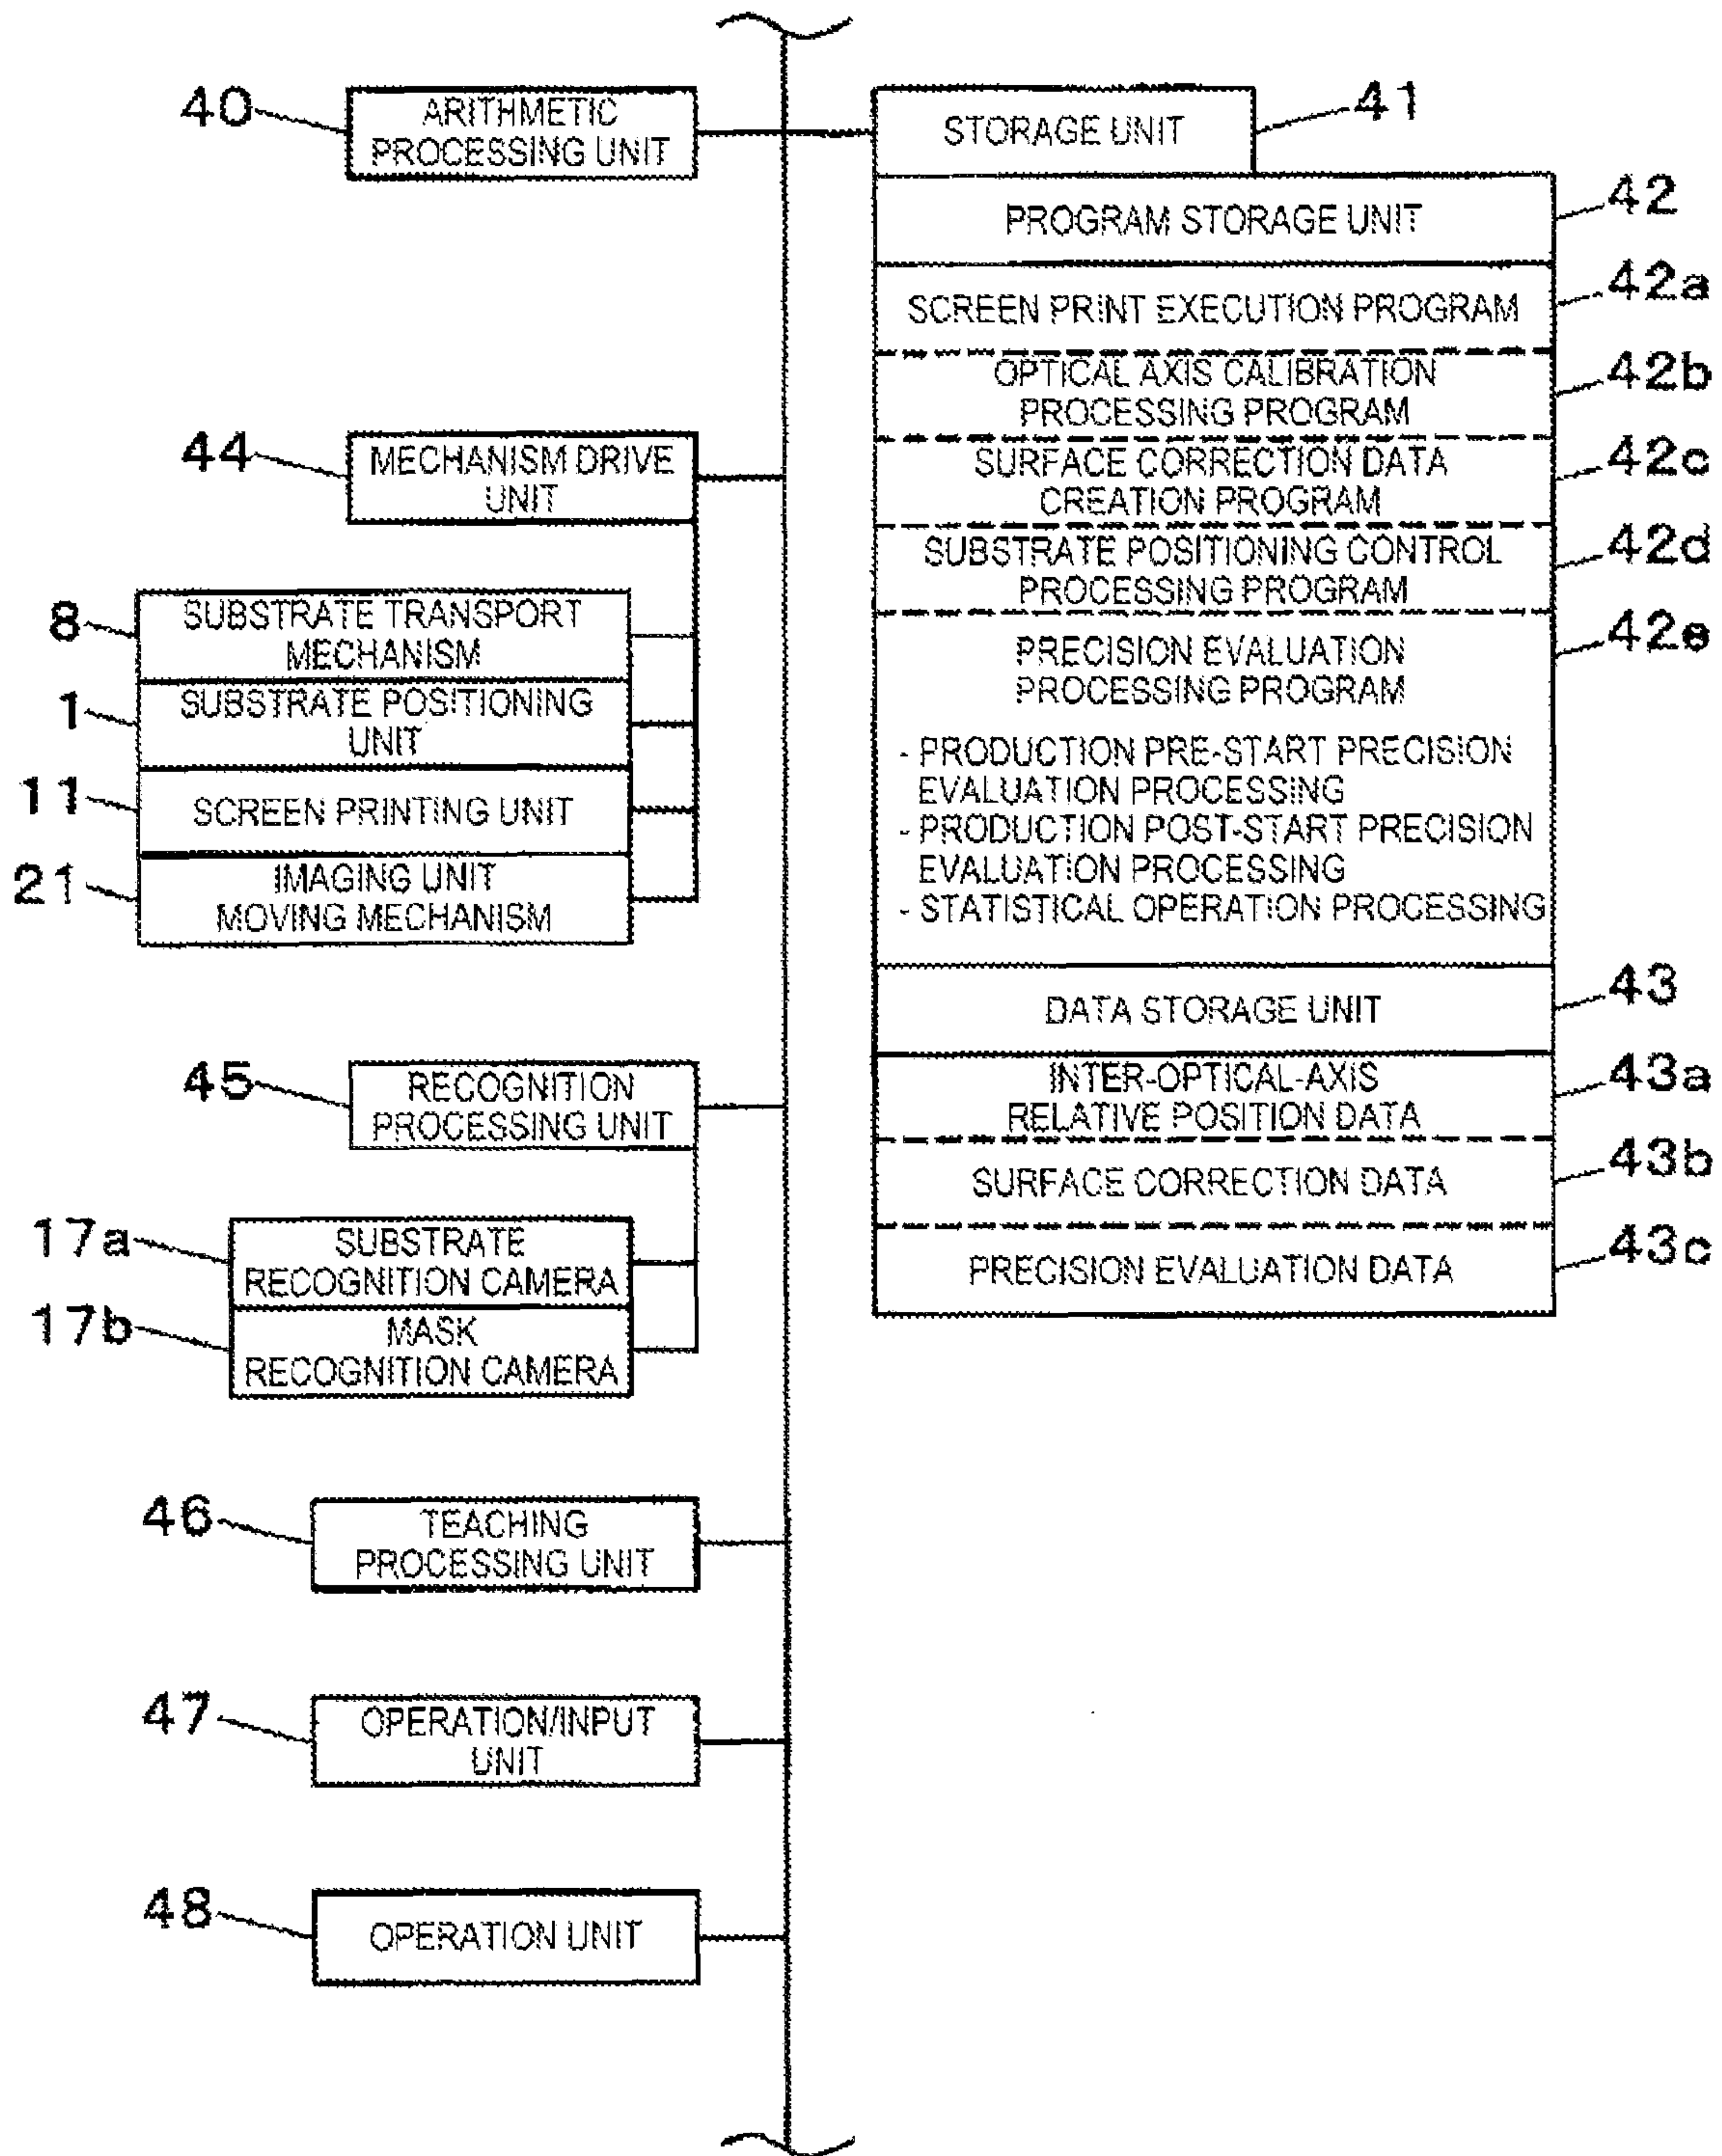 40
ARITHMETIC
PROCESSING UNIT
STORAGE UNIT
41
PROGRAM STORAGE UNIT
42
SCREEN PRINT EXECUTION PROGRAM
42a
OPTICAL AXIS CALIBRATION
PROCESSING PROGRAM
42b
SURFACE CORRECTION DATA
CREATION PROGRAM
42c
SUBSTRATE POSITIONING CONTROL
PROCESSING PROGRAM
42d
PRECISION EVALUATION
PROCESSING PROGRAM
42e
- PRODUCTION PRE-START PRECISION
EVALUATION PROCESSING
- PRODUCTION POST-START PRECISION
EVALUATION PROCESSING
- STATISTICAL OPERATION PROCESSING
DATA STORAGE UNIT
43
INTER-OPTICAL-AXIS
RELATIVE POSITION DATA
43a
SURFACE CORRECTION DATA
43b
PRECISION EVALUATION DATA
43c
44
MECHANISM DRIVE
UNIT
8
SUBSTRATE TRANSPORT
MECHANISM
1
SUBSTRATE POSITIONING
UNIT
11
SCREEN PRINTING UNIT
21
IMAGING UNIT
MOVING MECHANISM
45
RECOGNITION
PROCESSING UNIT
17a
SUBSTRATE
RECOGNITION CAMERA
17b
MASK
RECOGNITION CAMERA
46
TEACHING
PROCESSING UNIT
47
OPERATION/INPUT
UNIT
48
OPERATION UNIT